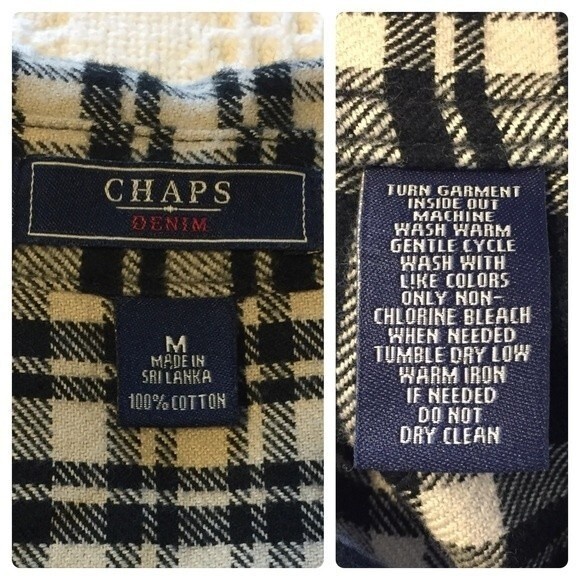 CHAPS
DENIM
M
MADE IN
SRI LANKA
100% COTTON
TURN GARMENT
INSIDE OUT
MACHINE
WASH WARM
GENTLE CYCLE
WASH WITH
LIKE COLORS
ONLY NON-
CHLORINE BLEACH
WHEN NEEDED
TUMBLE DRY LOW
WARM IRON
IF NEEDED
DO NOT
DRY CLEAN